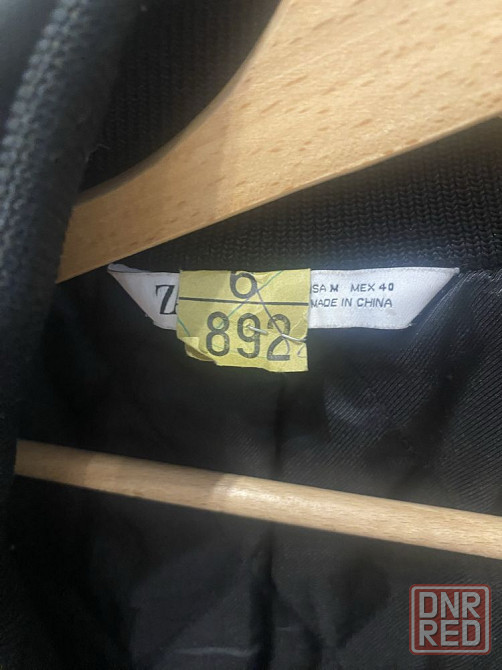 Z
6
892
SA M MEX 40
MADE IN CHINA
DNR
RED